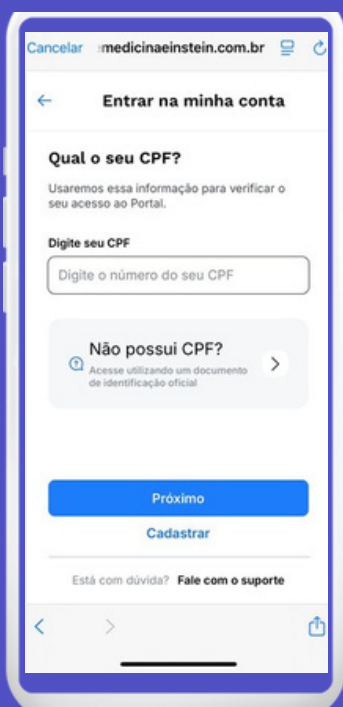 Cancelar medicinaeinstein.com.br
Entrar na minha conta
Qual o seu CPF?
Usaremos essa informação para verificar o
seu acesso ao Portal.
Digite seu CPF
Digite o número do seu CPF
Não possui CPF?
Acesse utilizando um documento
de identificação oficial
Próximo
Cadastrar
Está com dúvida? Fale com o suporte